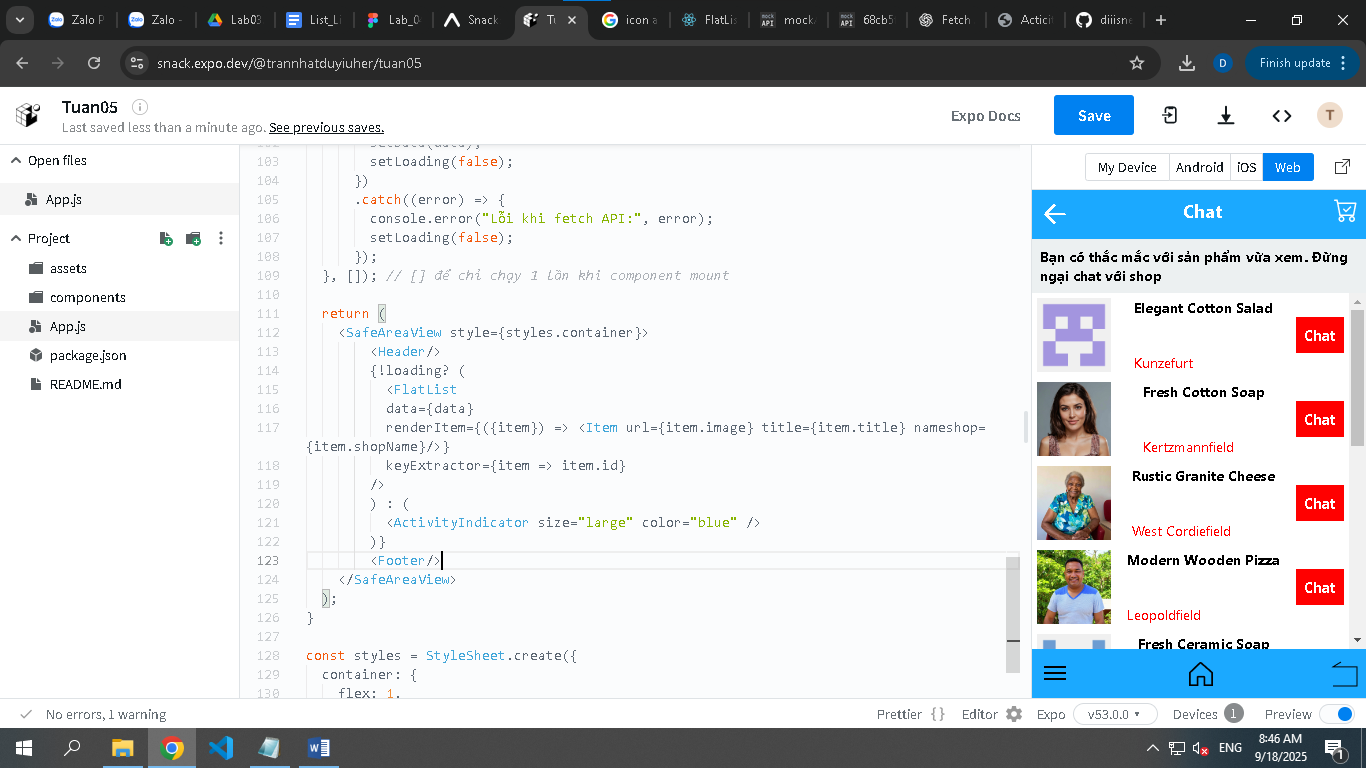 Zalo P
Zalo -
Lab03
List_Li
Lab_04
Snack
Tu
icon a
FlatLis
mocka
68cb5
Fetch
Acticit
diiisne
snack.expo.dev/@trannhatduyiuher/tuan05
D
Finish update
Tuan05
Last saved less than a minute ago. See previous saves.
Expo Docs
Save
T
Open files
App.js
Project
assets
components
App.js
package.json
README.md
102 setData(data);
103 setLoading(false);
104 })
105 .catch((error) => {
106 console.error("Lỗi khi fetch API:", error);
107 setLoading(false);
108 });
109 }, []); // [] để chỉ chạy 1 lần khi component mount
110
111 return (
112 <SafeAreaView style={styles.container}>
113 <Header/>
114 {!loading? (
115 <FlatList
116 data={data}
117 renderItem={({item}) => <Item url={item.image} title={item.title} nameshop=
{item.shopName}/>}
118 keyExtractor={item => item.id}
119 />
120 ) : (
121 <ActivityIndicator size="large" color="blue" />
122 )}
123 <Footer/>
124 </SafeAreaView>
125 );
126 }
127
128 const styles = StyleSheet.create({
129 container: {
130 flex: 1,
My Device
Android
iOS
Web
Chat
Bạn có thắc mắc với sản phẩm vừa xem. Đừng
ngại chat với shop
Elegant Cotton Salad
Chat
Kunzefurt
Fresh Cotton Soap
Chat
Kertzmannfield
Rustic Granite Cheese
Chat
West Cordiefield
Modern Wooden Pizza
Chat
Leopoldfield
Fresh Ceramic Soap
No errors, 1 warning
Prettier { }
Editor
Expo
v53.0.0
Devices 1
Preview
ENG
8:46 AM
9/18/2025
1